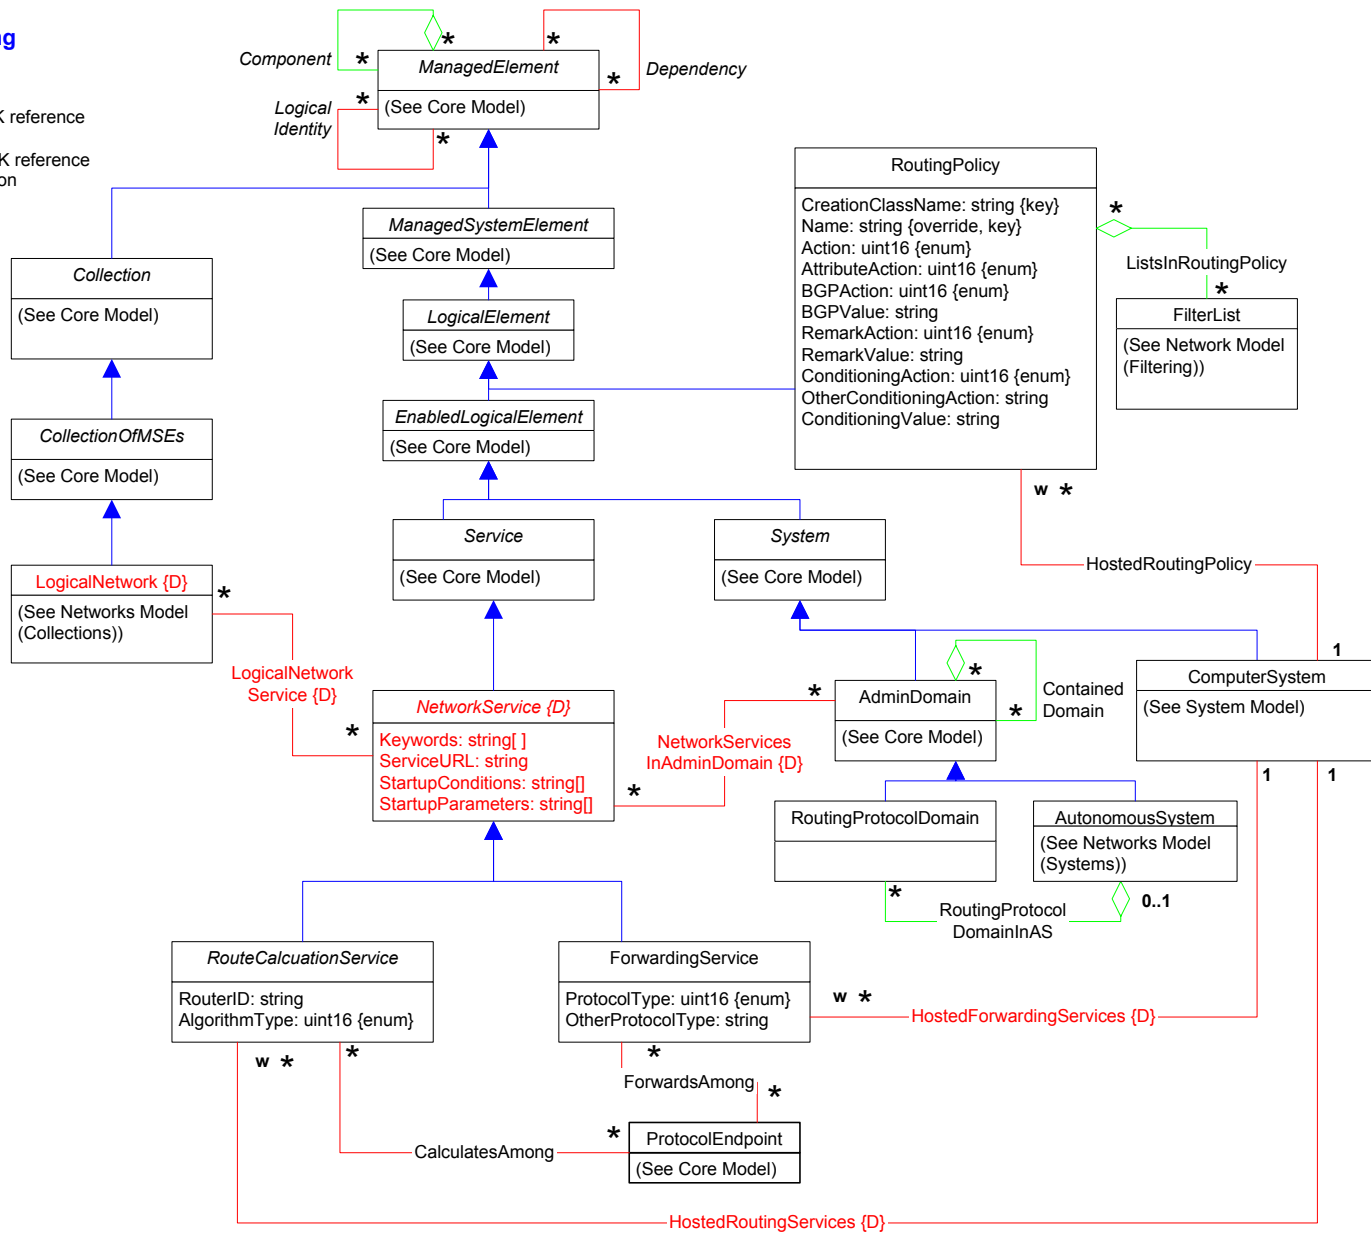 ng
K reference
K reference
on
Component
*
*
ManagedElement
(See Core Model)
*
*
Dependency
Logical
Identity
*
*
RoutingPolicy
CreationClassName: string {key}
Name: string {override, key}
Action: uint16 {enum}
AttributeAction: uint16 {enum}
BGPAction: uint16 {enum}
BGPValue: string
RemarkAction: uint16 {enum}
RemarkValue: string
ConditioningAction: uint16 {enum}
OtherConditioningAction: string
ConditioningValue: string
*
ListsInRoutingPolicy
*
FilterList
(See Network Model
(Filtering))
ManagedSystemElement
(See Core Model)
Collection
(See Core Model)
LogicalElement
(See Core Model)
EnabledLogicalElement
(See Core Model)
CollectionOfMSEs
(See Core Model)
w *
HostedRoutingPolicy
1
Service
(See Core Model)
System
(See Core Model)
LogicalNetwork {D}
(See Networks Model
(Collections))
*
LogicalNetwork
Service {D}
*
NetworkService {D}
Keywords: string[ ]
ServiceURL: string
StartupConditions: string[]
StartupParameters: string[]
*
NetworkServices
InAdminDomain {D}
*
AdminDomain
(See Core Model)
*
*
Contained
Domain
ComputerSystem
(See System Model)
1
1
RoutingProtocolDomain
AutonomousSystem
(See Networks Model
(Systems))
*
RoutingProtocol
DomainInAS
0..1
RouteCalcuationService
RouterID: string
AlgorithmType: uint16 {enum}
ForwardingService
ProtocolType: uint16 {enum}
OtherProtocolType: string
w *
HostedForwardingServices {D}
w *
*
*
ForwardsAmong
*
CalculatesAmong
*
ProtocolEndpoint
(See Core Model)
HostedRoutingServices {D}